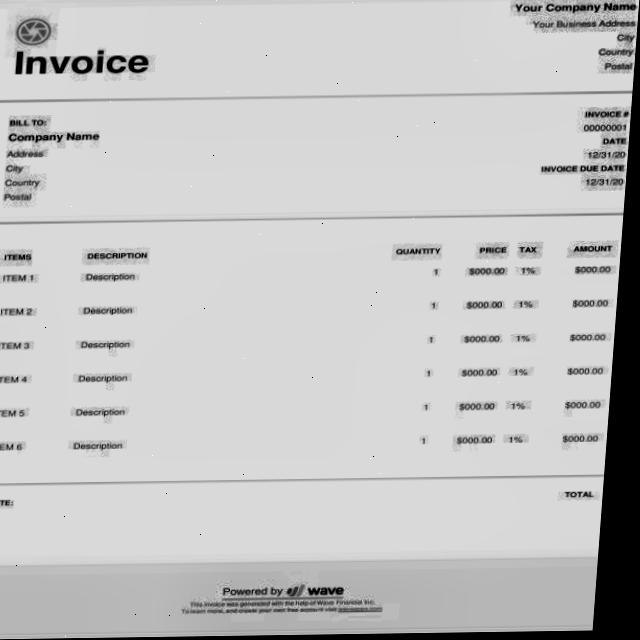 Your Company Name
Your Business Address
City
Country
Postal
Invoice
BILL TO:
Company Name
Address
City
Country
Postal
INVOICE #
00000001
DATE
12/31/20
INVOICE DUE DATE
12/31/20
ITEMS DESCRIPTION QUANTITY PRICE TAX AMOUNT
ITEM 1 Description 1 $000.00 1% $000.00
ITEM 2 Description 1 $000.00 1% $000.00
TEM 3 Description 1 $000.00 1% $000.00
TEM 4 Description 1 $000.00 1% $000.00
EM 5 Description 1 $000.00 1% $000.00
EM 6 Description 1 $000.00 1% $000.00
TE: TOTAL
Powered by wave
This invoice was generated with the help of Wave Financial Inc.
To learn more, and create your own free account visit waveapps.com